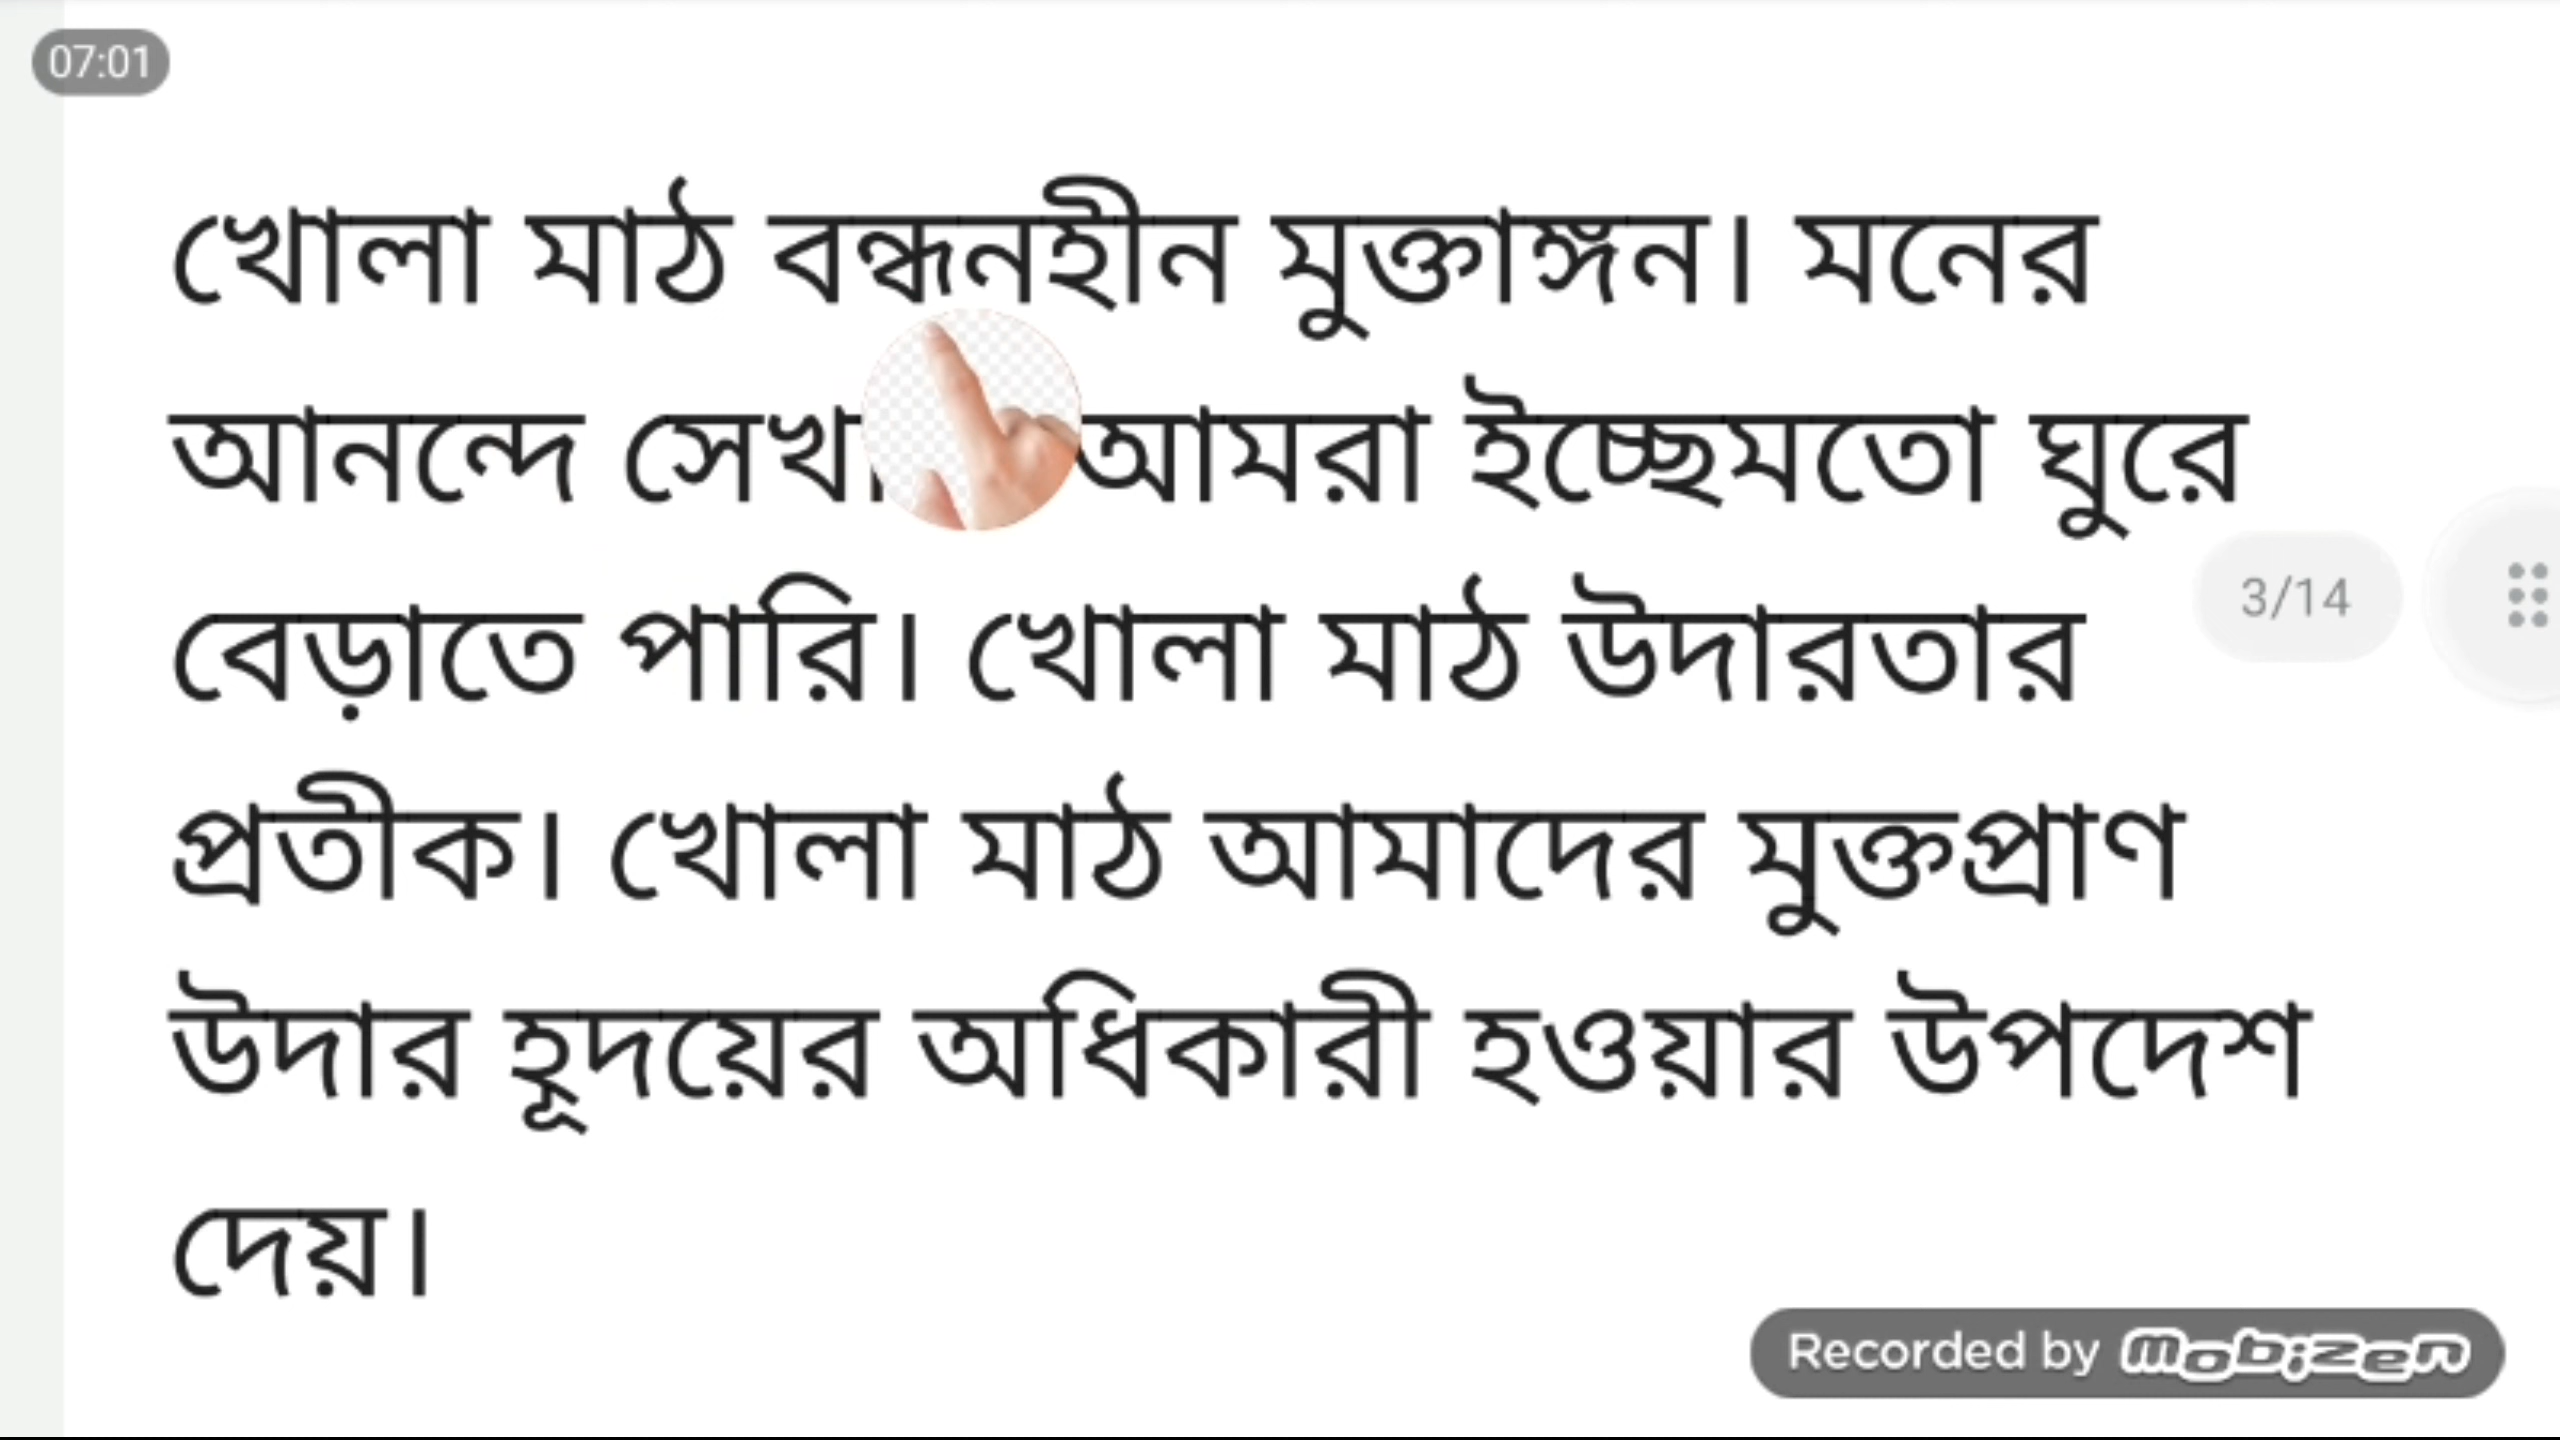 07:01
খোলা মাঠ বন্ধনহীন মুক্তাঙ্গন। মনের
আনন্দে আমরা ইচ্ছেমতো ঘুরে
বেড়াতে পারি। খোলা মাঠ উদারতার
3/14
প্রতীক। খোলা মাঠ আমাদের মুক্তপ্রাণ
উদার হূদয়ের অধিকারী হওয়ার উপদেশ
দেয়।
Recorded by mobizen